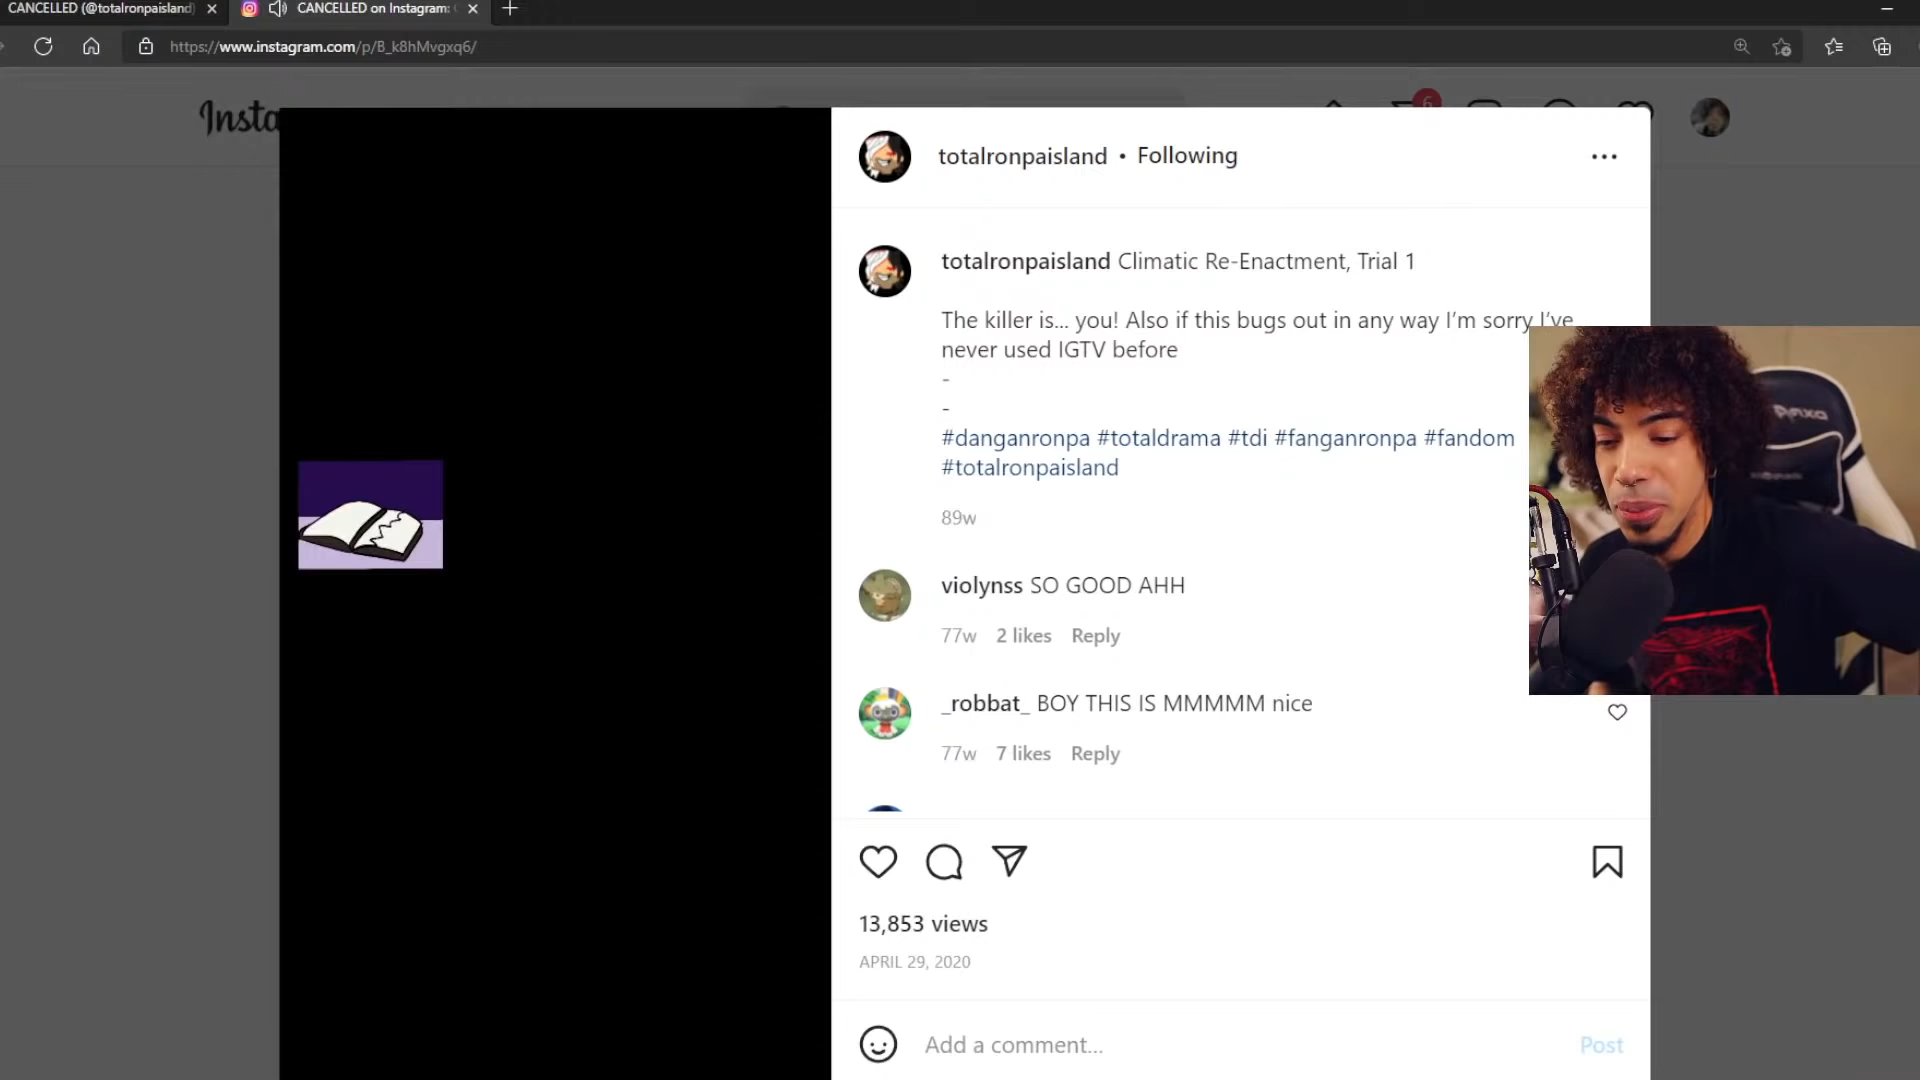 CANCELLED (@totalronpaisland)
CANCELLED on Instagram:
https://www.instagram.com/p/B_k8hMvgxq6/
Insta
6
totalronpaisland • Following
totalronpaisland Climatic Re-Enactment, Trial 1
The killer is... you! Also if this bugs out in any way I'm sorry I've
never used IGTV before
-
-
#danganronpa #totaldrama #tdi #fanganronpa #fandom
#totalronpaisland
89w
violynss SO GOOD AHH
77w 2 likes Reply
_robbat_ BOY THIS IS MMMMM nice
77w 7 likes Reply
13,853 views
APRIL 29, 2020
Add a comment...
Post